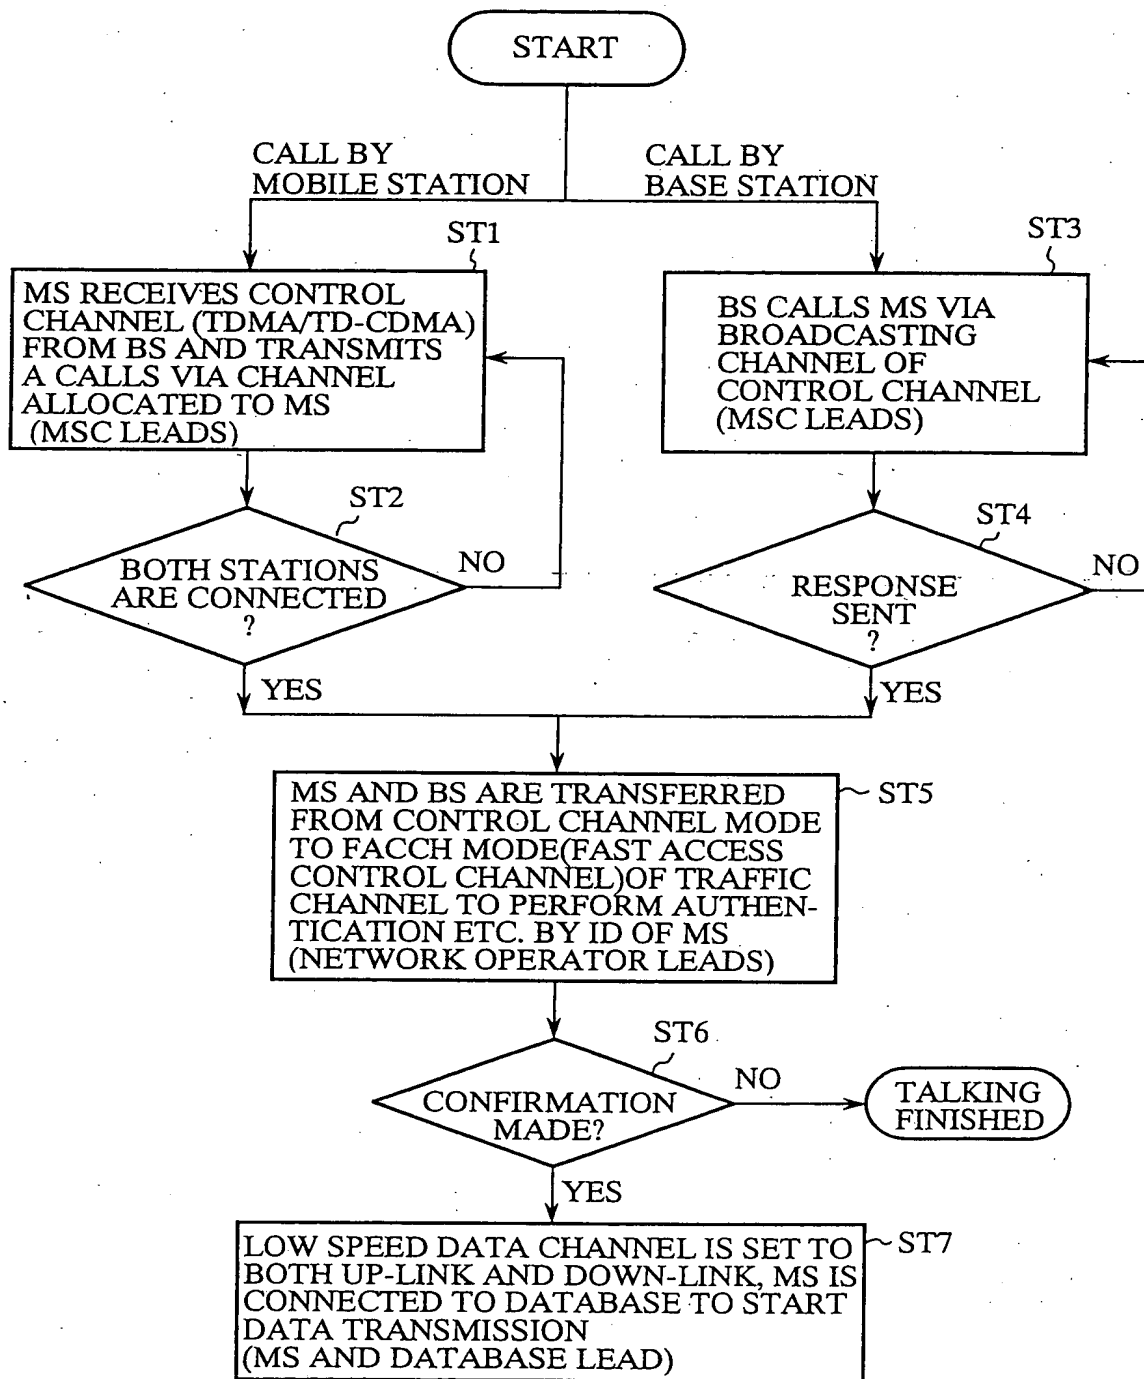 START
CALL BY
MOBILE STATION
CALL BY
BASE STATION
ST1
MS RECEIVES CONTROL
CHANNEL (TDMA/TD-CDMA)
FROM BS AND TRANSMITS
A CALLS VIA CHANNEL
ALLOCATED TO MS
(MSC LEADS)
ST3
BS CALLS MS VIA
BROADCASTING
CHANNEL OF
CONTROL CHANNEL
(MSC LEADS)
ST2
BOTH STATIONS
ARE CONNECTED
?
NO
YES
ST4
RESPONSE
SENT
?
NO
YES
ST5
MS AND BS ARE TRANSFERRED
FROM CONTROL CHANNEL MODE
TO FACCH MODE(FAST ACCESS
CONTROL CHANNEL)OF TRAFFIC
CHANNEL TO PERFORM AUTHEN-
TICATION ETC. BY ID OF MS
(NETWORK OPERATOR LEADS)
ST6
CONFIRMATION
MADE?
NO
TALKING
FINISHED
YES
ST7
LOW SPEED DATA CHANNEL IS SET TO
BOTH UP-LINK AND DOWN-LINK, MS IS
CONNECTED TO DATABASE TO START
DATA TRANSMISSION
(MS AND DATABASE LEAD)